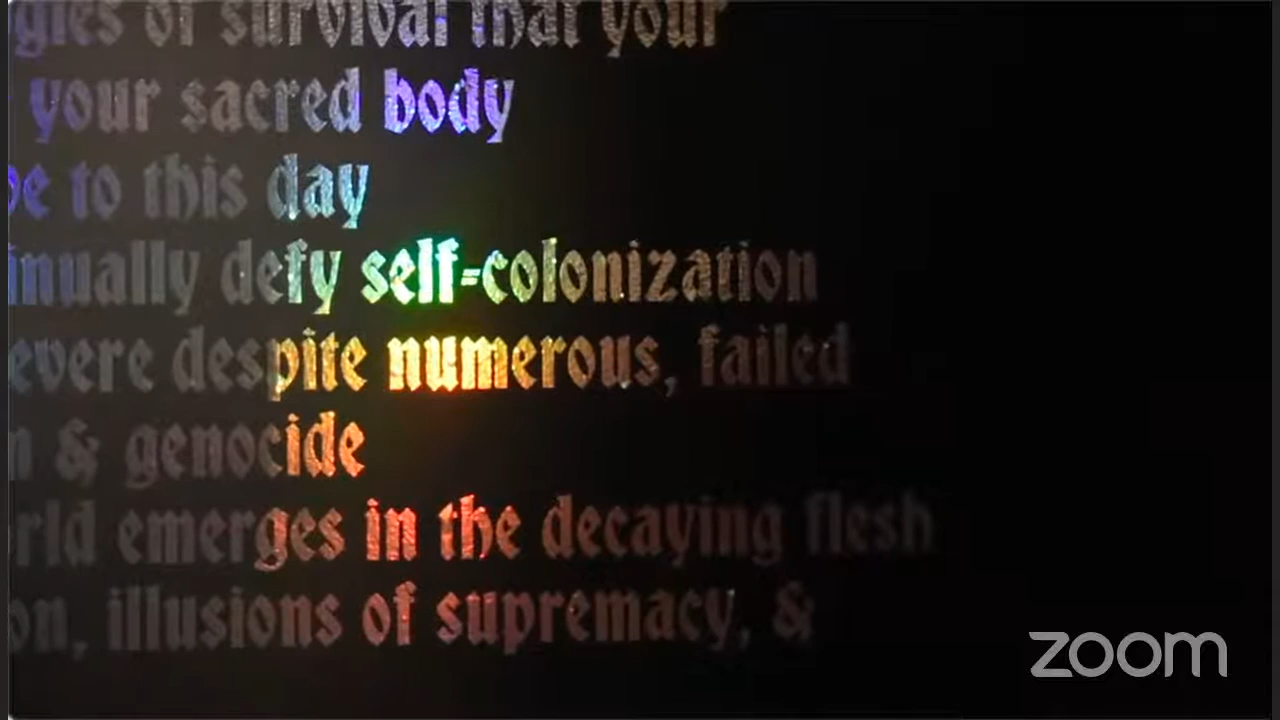 gies of survival that your
your sacred body
be to this day
inually defy self-colonization
evere despite numerous, failed
n & genocide
rld emerges in the decaying flesh
on, illusions of supremacy, &
zoom